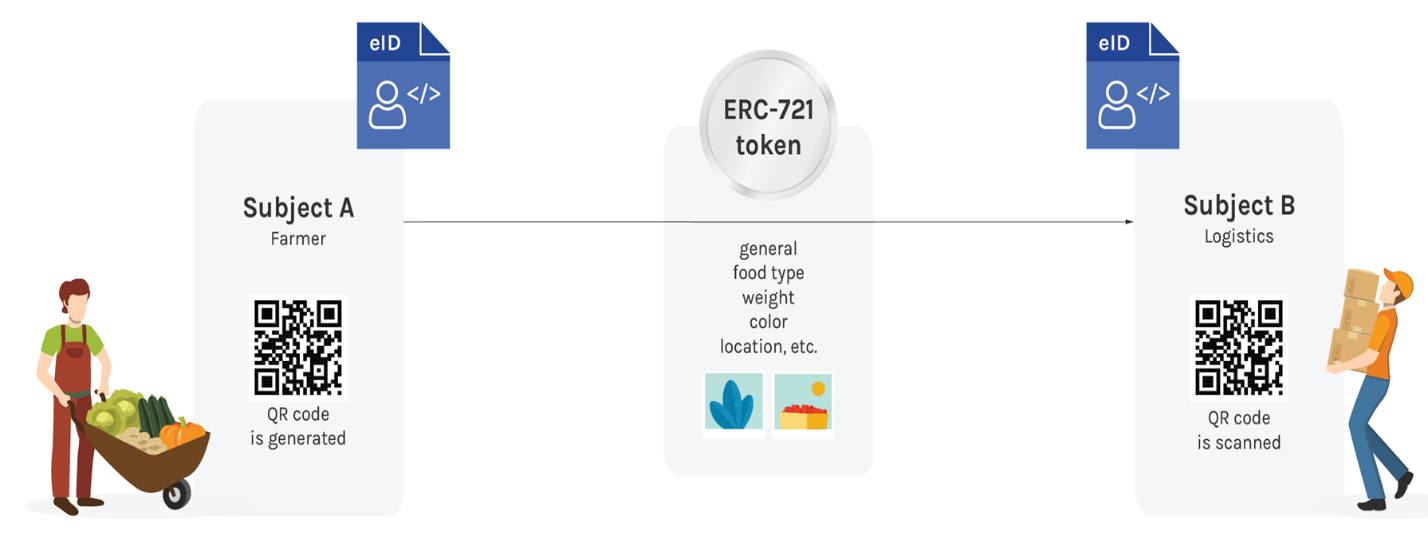 eID
</>
Subject A
Farmer
QR code
is generated
ERC-721
token
general
food type
weight
color
location, etc.
eID
</>
Subject B
Logistics
QR code
is scanned